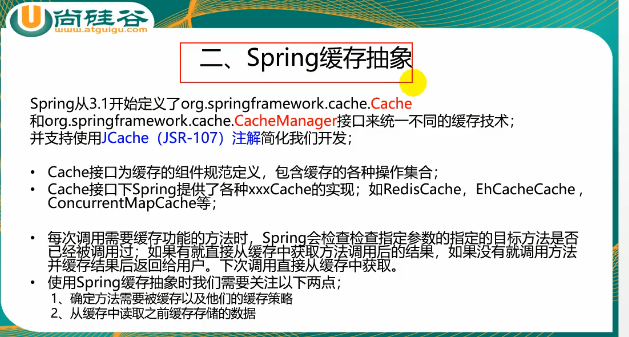 尚硅谷
www.atguigu.com
二、Spring缓存抽象
Spring从3.1开始定义了org.springframework.cache.Cache
和org.springframework.cache.CacheManager接口来统一不同的缓存技术；
并支持使用JCache（JSR-107）注解简化我们开发；
• Cache接口为缓存的组件规范定义，包含缓存的各种操作集合；
• Cache接口下Spring提供了各种xxxCache的实现；如RedisCache，EhCacheCache ,
ConcurrentMapCache等；
• 每次调用需要缓存功能的方法时，Spring会检查检查指定参数的指定的目标方法是否
已经被调用过；如果有就直接从缓存中获取方法调用后的结果，如果没有就调用方法
并缓存结果后返回给用户。下次调用直接从缓存中获取。
• 使用Spring缓存抽象时我们需要关注以下两点；
1、确定方法需要被缓存以及他们的缓存策略
2、从缓存中读取之前缓存存储的数据